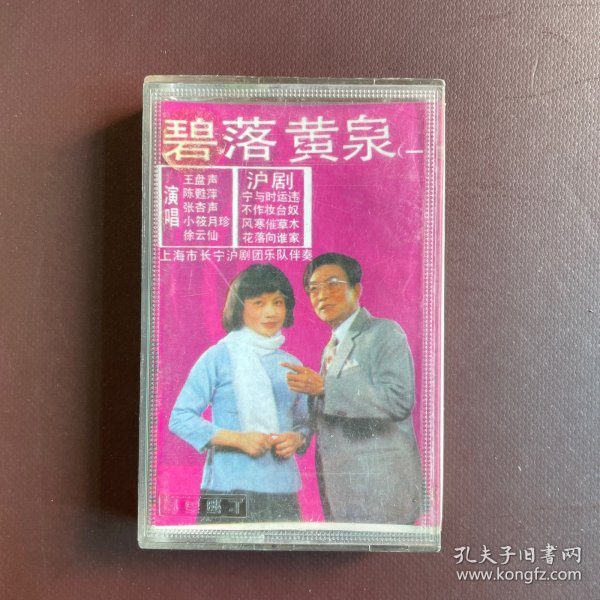 碧落黄泉(一
演唱
王盘声
陈甦萍
张杏声
小筱月珍
徐云仙
沪剧
宁与时运违
不作妆台奴
风寒催草木
花落向谁家
上海市长宁沪剧团乐队伴奏
孔夫子旧书网
www.kongfz.com